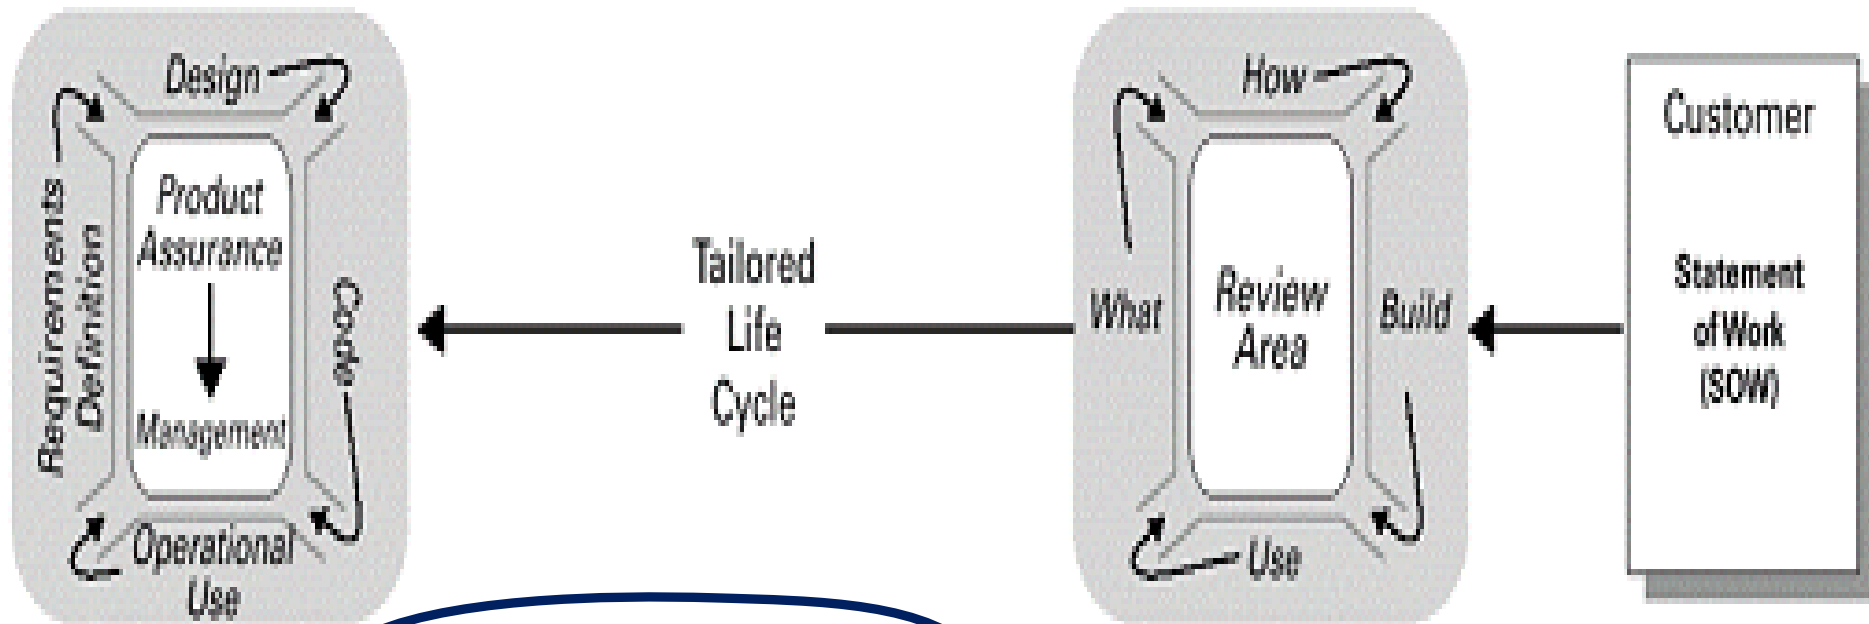 Design
Requirements
Definition
Product
Assurance
Management
Code
Operational
Use
Tailored
Life
Cycle
How
What
Review
Area
Build
Use
Customer
Statement
of Work
(SOW)